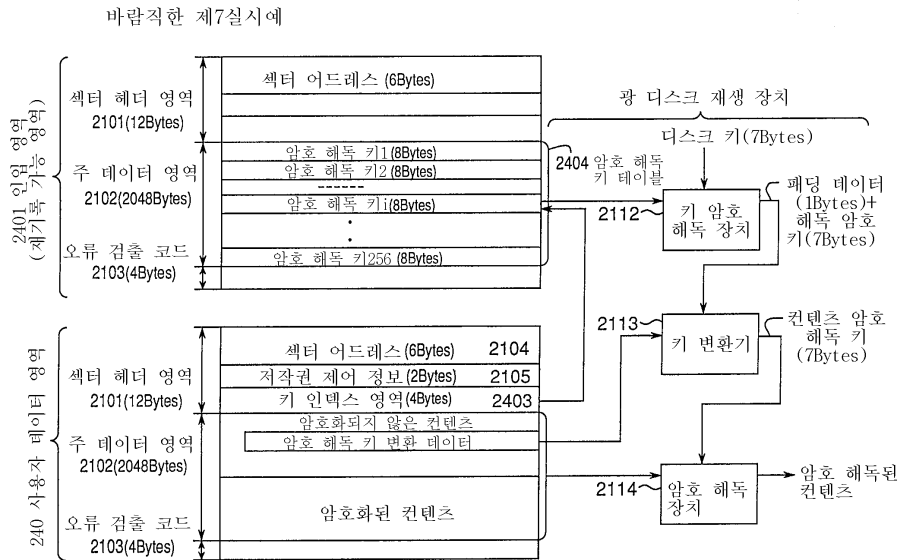 바람직한 제7실시예
2401 인입 영역
(재기록 가능 영역)
섹터 헤더 영역
2101(12Bytes)
주 데이터 영역
2102(2048Bytes)
오류 검출 코드
2103(4Bytes)
섹터 어드레스 (6Bytes)
암호 해독 키1(8Bytes)
암호 해독 키2 (8Bytes)
암호 해독 키i(8Bytes)
암호 해독 키256 (8Bytes)
2404 암호 해독
키 테이블
광 디스크 재생 장치
디스크 키(7Bytes)
2112
키 암호
해독 장치
패딩 데이터
(1Bytes)+
해독 암호
키(7Bytes)
2113
키 변환기
컨텐츠 암호
해독 키
(7Bytes)
2114
암호 해독
장치
암호 해독된
컨텐츠
240 사용자 데이터 영역
섹터 헤더 영역
2101(12Bytes)
주 데이터 영역
2102(2048Bytes)
오류 검출 코드
2103(4Bytes)
섹터 어드레스(6Bytes) 2104
저작권 제어 정보(2Bytes) 2105
키 인덱스 영역(4Bytes) 2403
암호화되지 않은 컨텐츠
암호 해독 키 변환 데이터
암호화된 컨텐츠